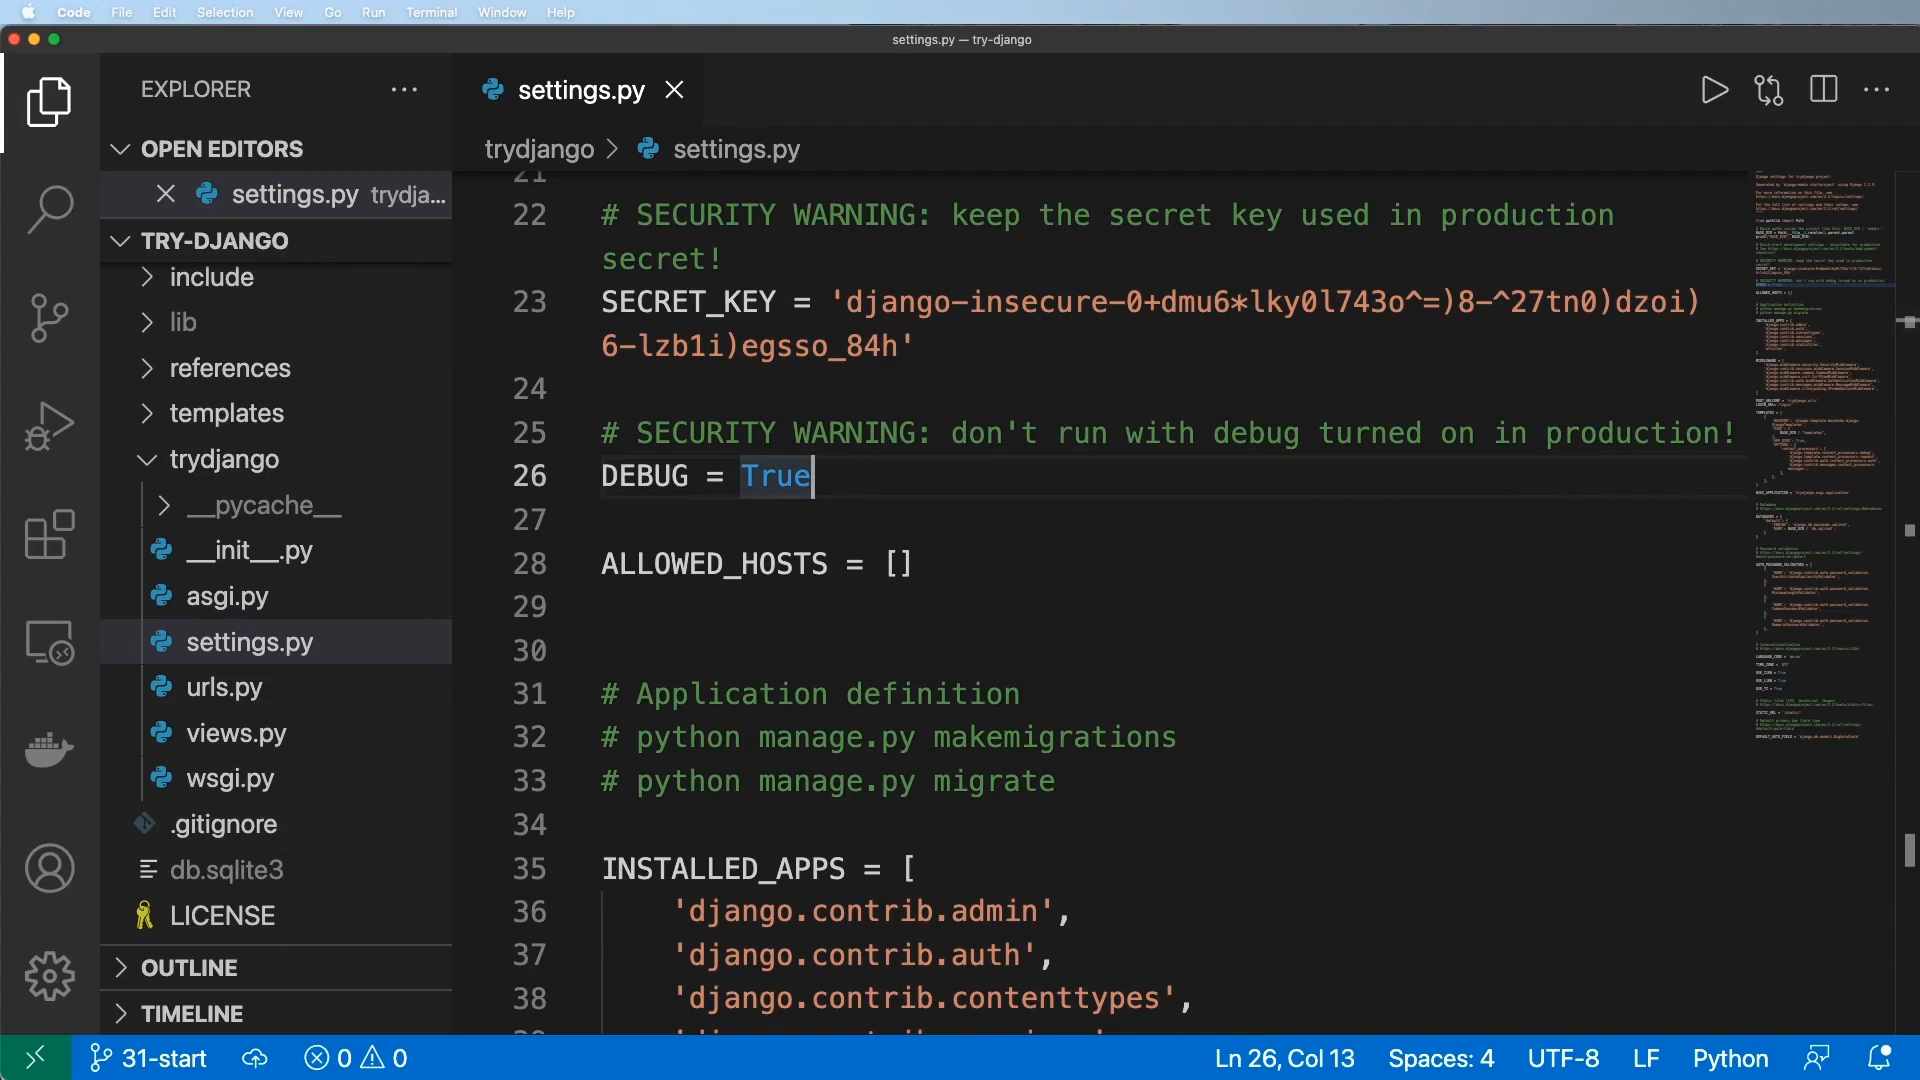 Code File Edit Selection View Go Run Terminal Window Help
settings.py — try-django
EXPLORER
OPEN EDITORS
settings.py trydja...
TRY-DJANGO
include
lib
references
templates
trydjango
__pycache__
__init__.py
asgi.py
settings.py
urls.py
views.py
wsgi.py
.gitignore
db.sqlite3
LICENSE
OUTLINE
TIMELINE
settings.py
trydjango > settings.py
21
22 # SECURITY WARNING: keep the secret key used in production
secret!
23 SECRET_KEY = 'django-insecure-0+dmu6*lky0l743o^=)8-^27tn0)dzoi)
6-lzb1i)egsso_84h'
24
25 # SECURITY WARNING: don't run with debug turned on in production!
26 DEBUG = True
27
28 ALLOWED_HOSTS = []
29
30
31 # Application definition
32 # python manage.py makemigrations
33 # python manage.py migrate
34
35 INSTALLED_APPS = [
36 'django.contrib.admin',
37 'django.contrib.auth',
38 'django.contrib.contenttypes',
31-start 0 0 Ln 26, Col 13 Spaces: 4 UTF-8 LF Python